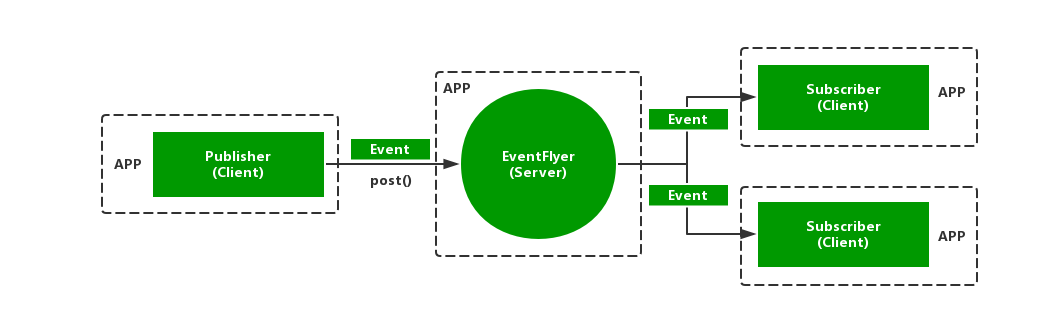 APP
Publisher
(Client)
Event
post()
APP
EventFlyer
(Server)
Event
Subscriber
(Client)
APP
Event
Subscriber
(Client)
APP